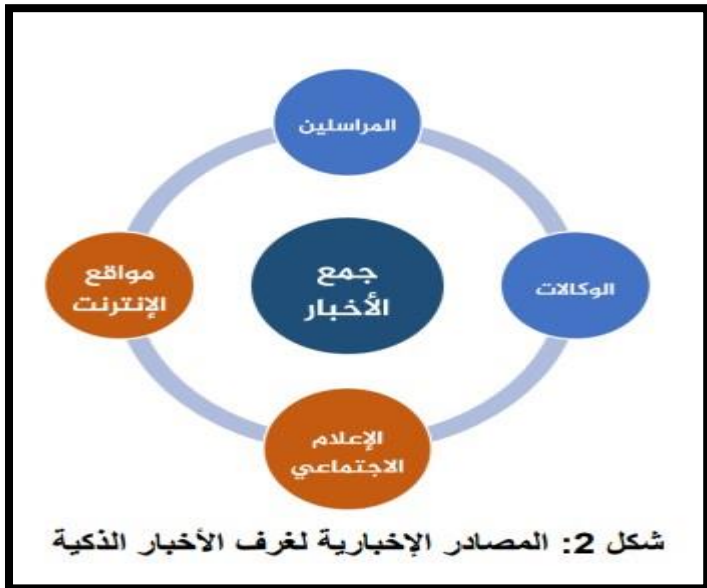 المراسلين
الوكالات
جمع
الأخبار
مواقع
الإنترنت
الإعلام
الاجتماعي
شكل 2: المصادر الإخبارية لغرف الأخبار الذكية